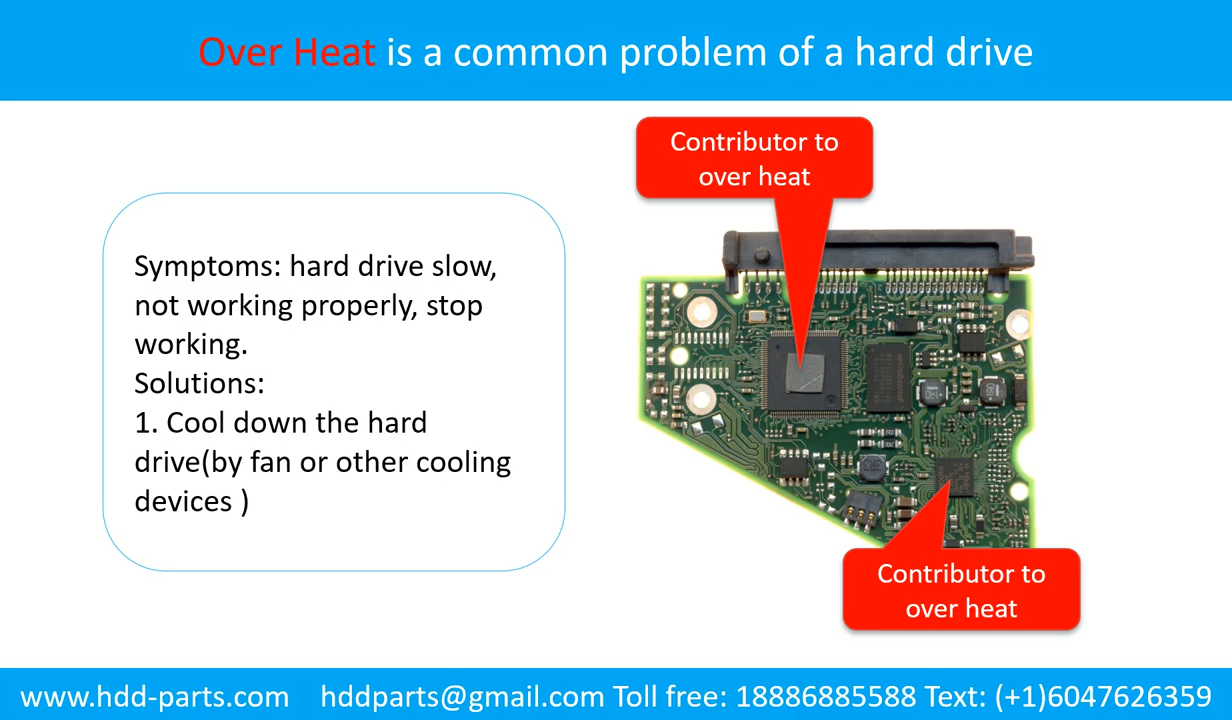 Over Heat is a common problem of a hard drive
Contributor to
over heat
Symptoms: hard drive slow,
not working properly, stop
working.
Solutions:
1. Cool down the hard
drive(by fan or other cooling
devices )
Contributor to
over heat
www.hdd-parts.com hddparts@gmail.com Toll free: 18886885588 Text: (+1)6047626359